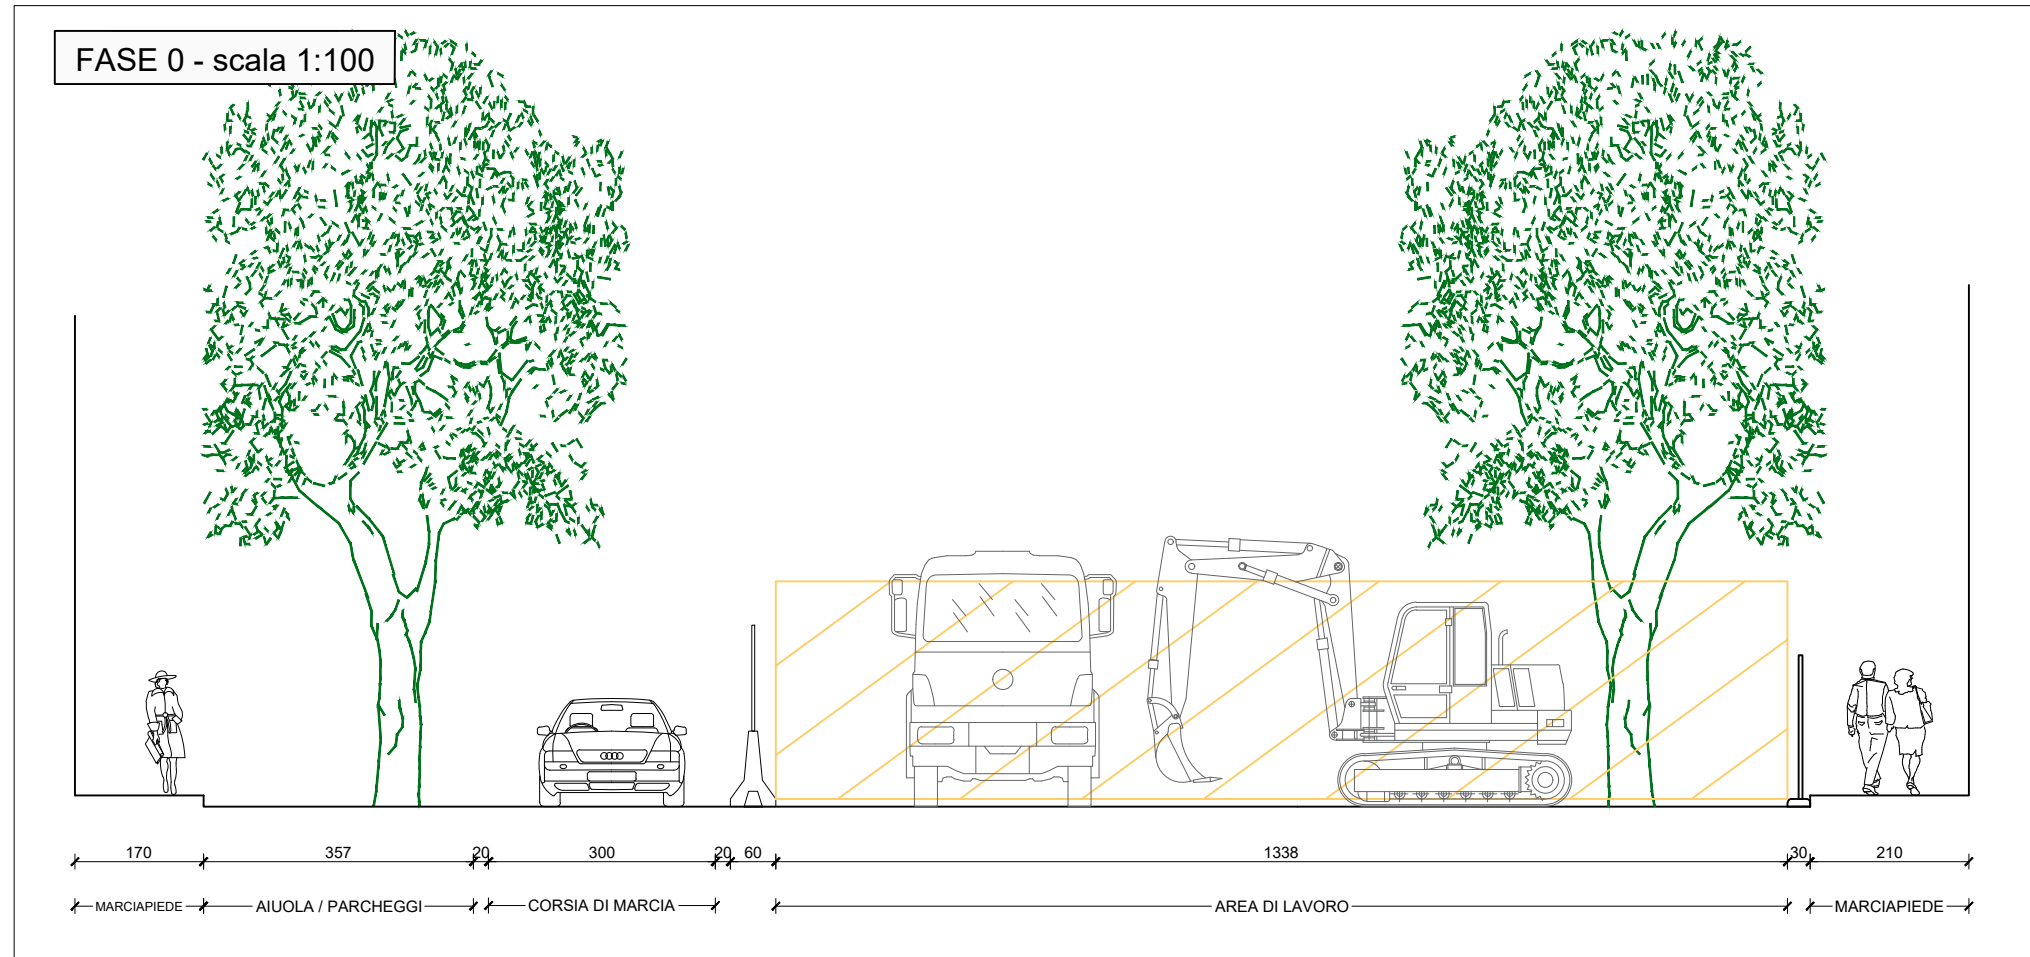 FASE 0 - scala 1:100
170 357 20 300 20 60 1338 30 210
MARCIAPIEDE AIUOLA / PARCHEGGI CORSIA DI MARCIA AREA DI LAVORO MARCIAPIEDE